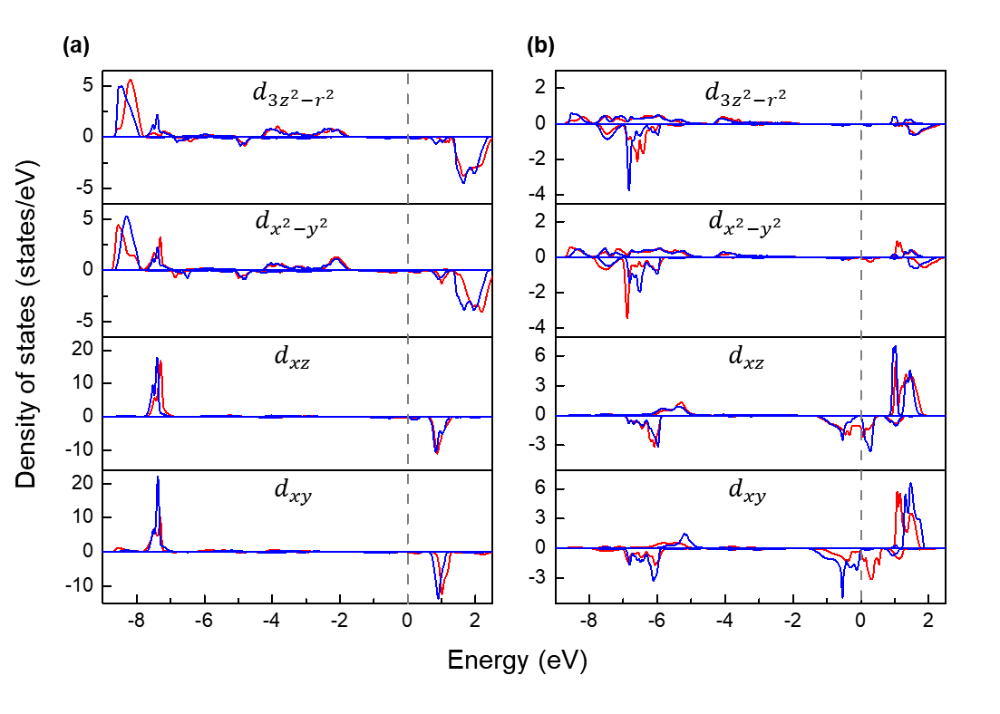 (a) (b)
Density of states (states/eV)
d₃z²₋r²
5
0
-5
dx²₋y²
5
0
-5
dxz
20
10
0
-10
dxy
20
10
0
-10
-8 -6 -4 -2 0 2
d₃z²₋r²
2
0
-2
-4
dx²₋y²
2
0
-2
-4
dxz
6
3
0
-3
dxy
6
3
0
-3
-8 -6 -4 -2 0 2
Energy (eV)